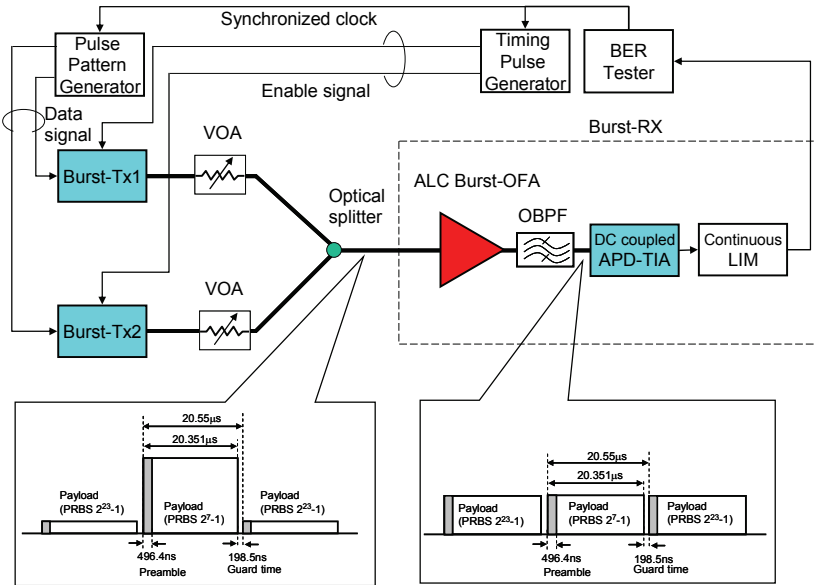 Synchronized clock
Pulse
Pattern
Generator
Timing
Pulse
Generator
BER
Tester
Enable signal
Data
signal
Burst-RX
VOA
Burst-Tx1
Optical
splitter
ALC Burst-OFA
OBPF
DC coupled
APD-TIA
Continuous
LIM
VOA
Burst-Tx2
20.55µs
20.351µs
Payload
(PRBS 2²³-1)
Payload
(PRBS 2⁷-1)
Payload
(PRBS 2²³-1)
496.4ns
Preamble
198.5ns
Guard time
20.55µs
20.351µs
Payload
(PRBS 2²³-1)
Payload
(PRBS 2⁷-1)
Payload
(PRBS 2²³-1)
496.4ns
Preamble
198.5ns
Guard time